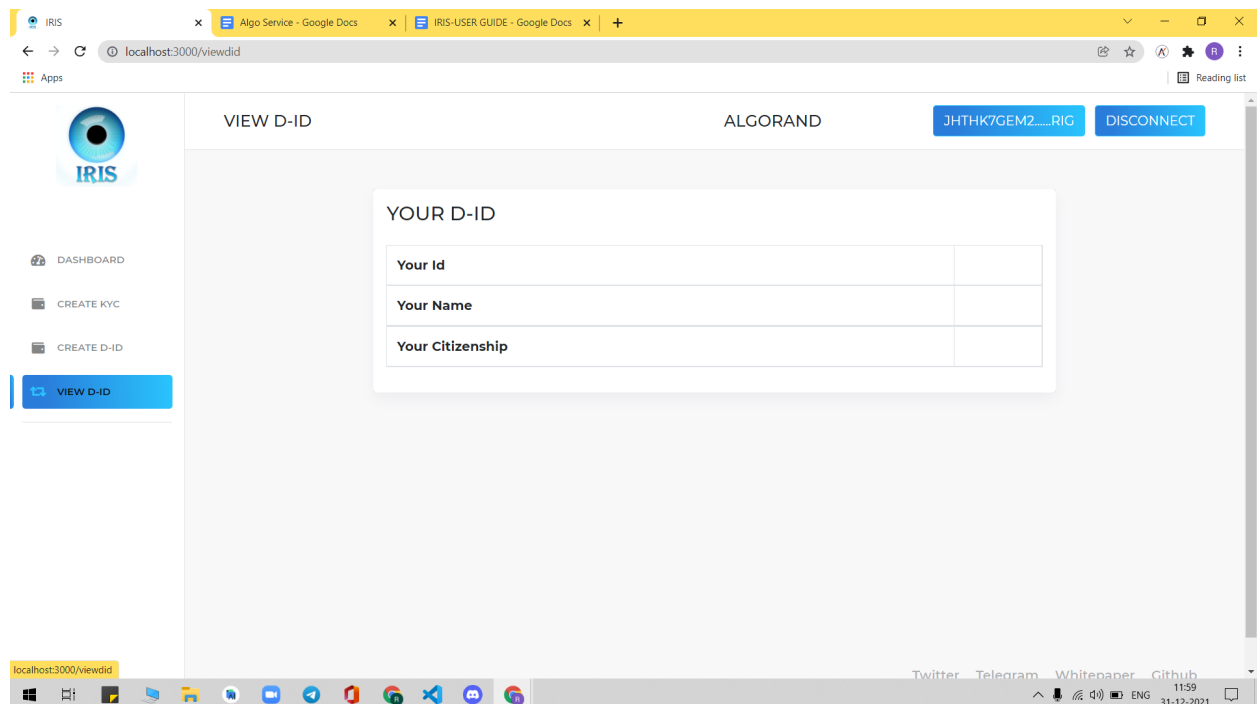 IRIS
Algo Service - Google Docs
IRIS-USER GUIDE - Google Docs
localhost:3000/viewdid
R
Apps
Reading list
IRIS
VIEW D-ID
ALGORAND
JHTHK7GEM2......RIG
DISCONNECT
YOUR D-ID
Your Id
Your Name
Your Citizenship
DASHBOARD
CREATE KYC
CREATE D-ID
VIEW D-ID
Twitter Telegram Whitepaper Github
localhost:3000/viewdid
ENG
11:59
31-12-2021